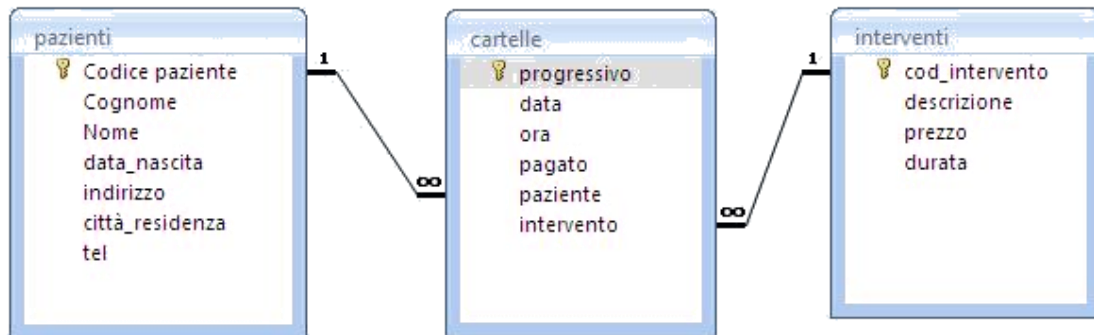 pazienti
Codice paziente
Cognome
Nome
data_nascita
indirizzo
città_residenza
tel
1
∞
cartelle
progressivo
data
ora
pagato
paziente
intervento
1
∞
interventi
cod_intervento
descrizione
prezzo
durata